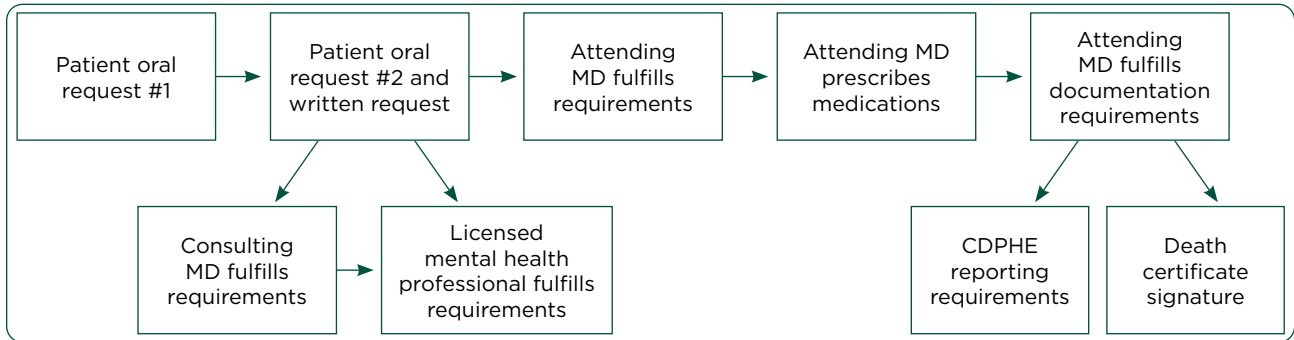 Patient oral
request #1
Patient oral
request #2 and
written request
Attending
MD fulfills
requirements
Attending MD
prescribes
medications
Attending
MD fulfills
documentation
requirements
Consulting
MD fulfills
requirements
Licensed
mental health
professional fulfills
requirements
CDPHE
reporting
requirements
Death
certificate
signature